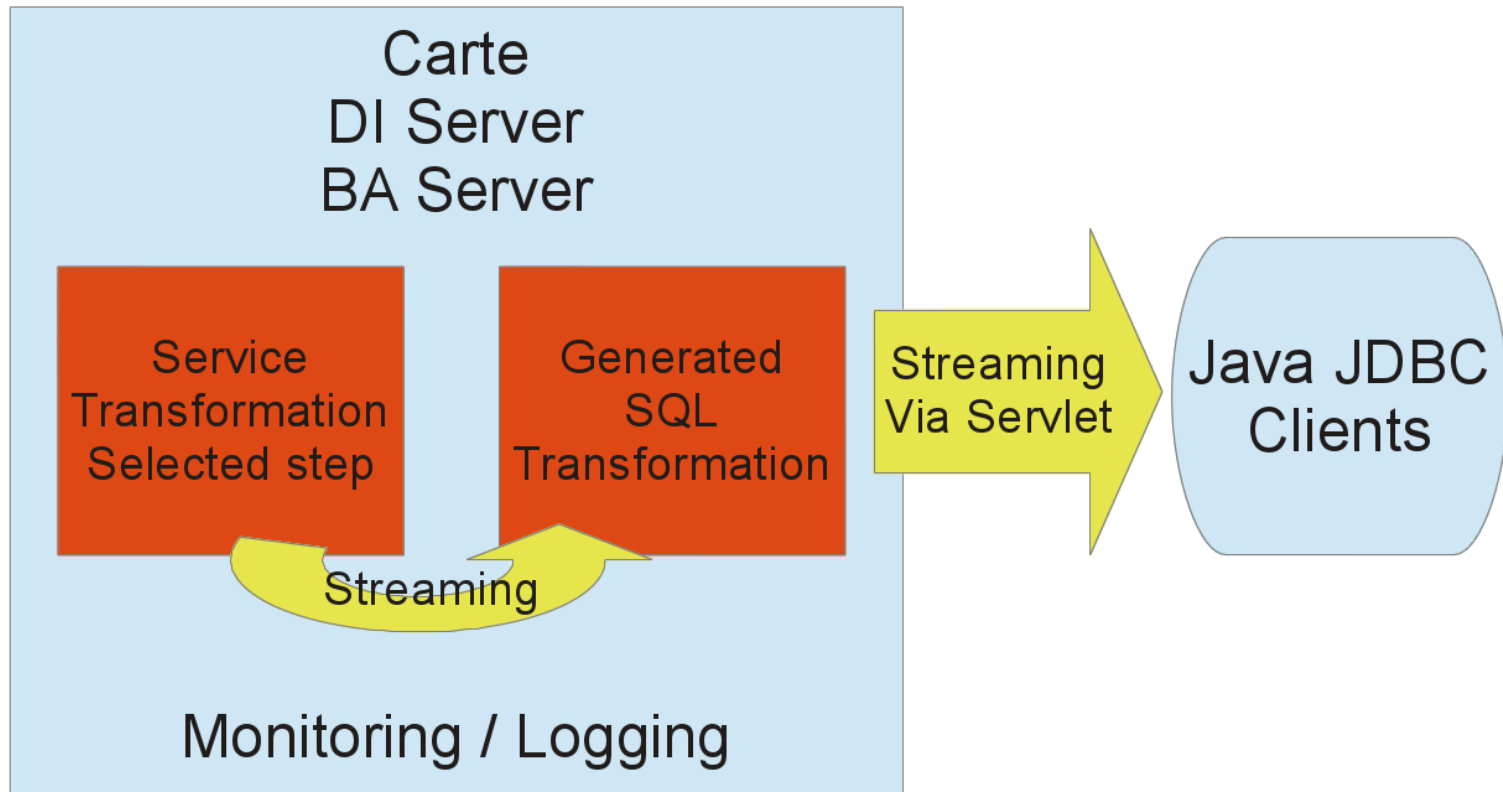 Carte
DI Server
BA Server
Service
Transformation
Selected step
Generated
SQL
Transformation
Streaming
Via Servlet
Java JDBC
Clients
Streaming
Monitoring / Logging